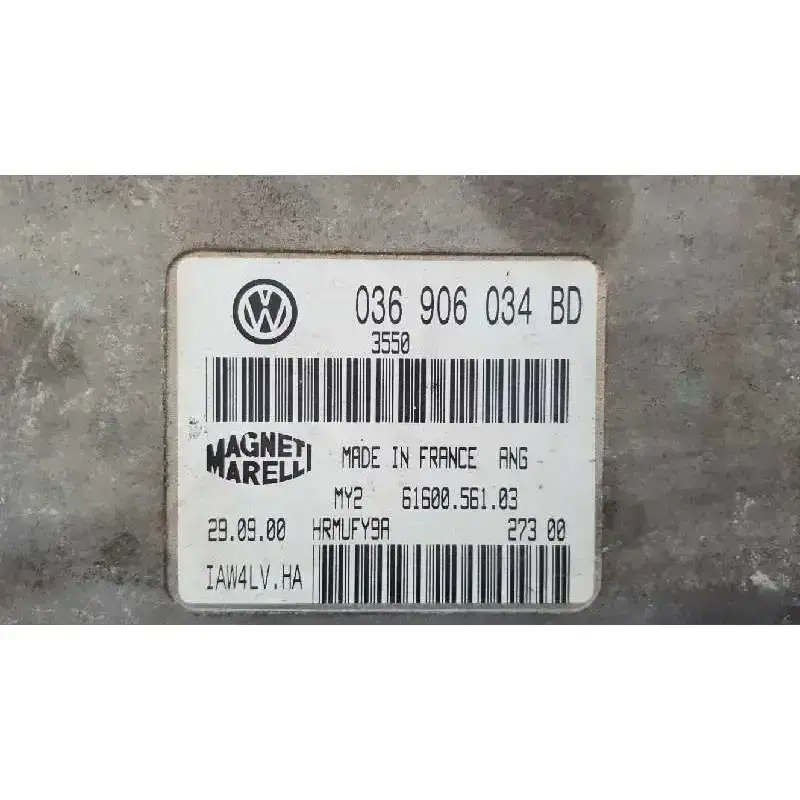 VW 036 906 034 BD
3550
MAGNETI
MARELLI
MADE IN FRANCE ANG
MY2 61600.561.03
29.09.00 HRMUFY9A 273 00
IAW4LV.HA